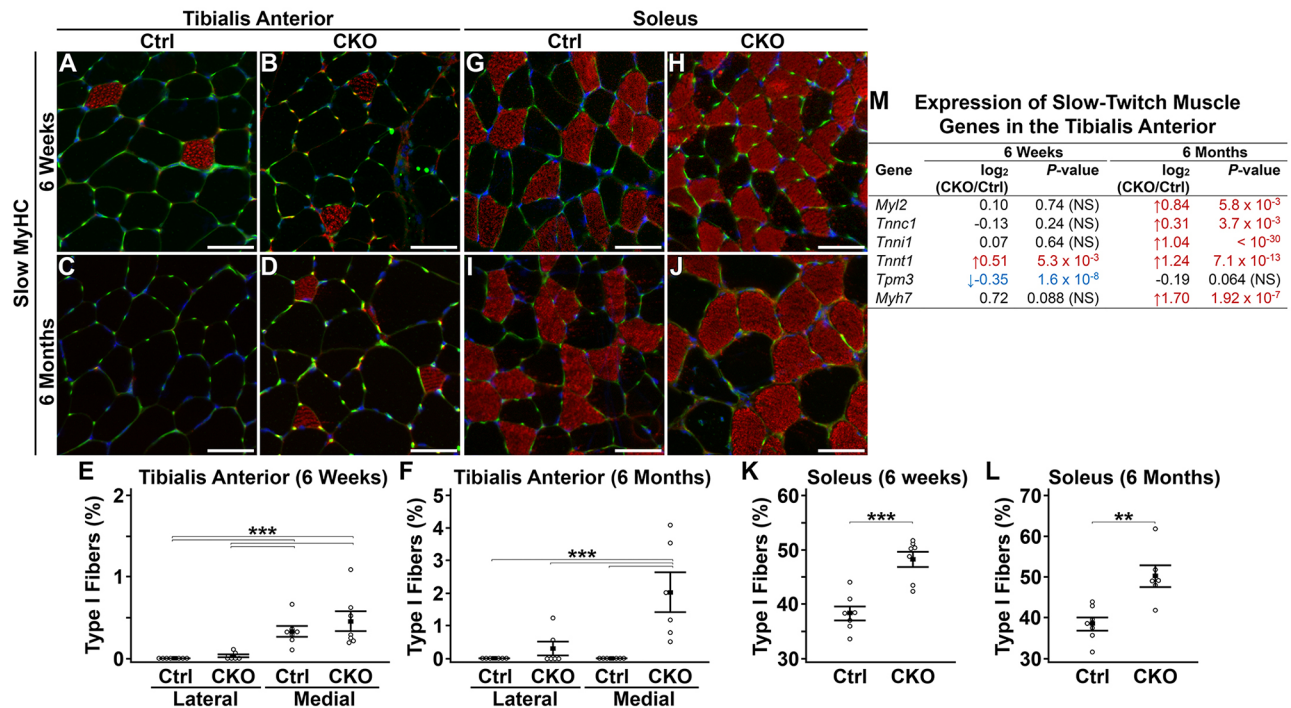 Tibialis Anterior
Soleus
Ctrl
CKO
Ctrl
CKO
Slow MyHC
6 Weeks
6 Months
A
B
G
H
C
D
I
J
M Expression of Slow-Twitch Muscle
Genes in the Tibialis Anterior
6 Weeks 6 Months
Gene log2 (CKO/Ctrl) P-value log2 (CKO/Ctrl) P-value
Myl2 0.10 0.74 (NS) ↑0.84 5.8 x 10-3
Tnnc1 -0.13 0.24 (NS) ↑0.31 3.7 x 10-3
Tnni1 0.07 0.64 (NS) ↑1.04 < 10-30
Tnnt1 ↑0.51 5.3 x 10-3 ↑1.24 7.1 x 10-13
Tpm3 ↓-0.35 1.6 x 10-8 -0.19 0.064 (NS)
Myh7 0.72 0.088 (NS) ↑1.70 1.92 x 10-7
E Tibialis Anterior (6 Weeks)
Type I Fibers (%)
2
1
0
***
Ctrl CKO Ctrl CKO
Lateral Medial
F Tibialis Anterior (6 Months)
Type I Fibers (%)
5
4
3
2
1
0
***
Ctrl CKO Ctrl CKO
Lateral Medial
K Soleus (6 weeks)
Type I Fibers (%)
60
50
40
30
***
Ctrl CKO
L Soleus (6 Months)
Type I Fibers (%)
70
60
50
40
30
**
Ctrl CKO